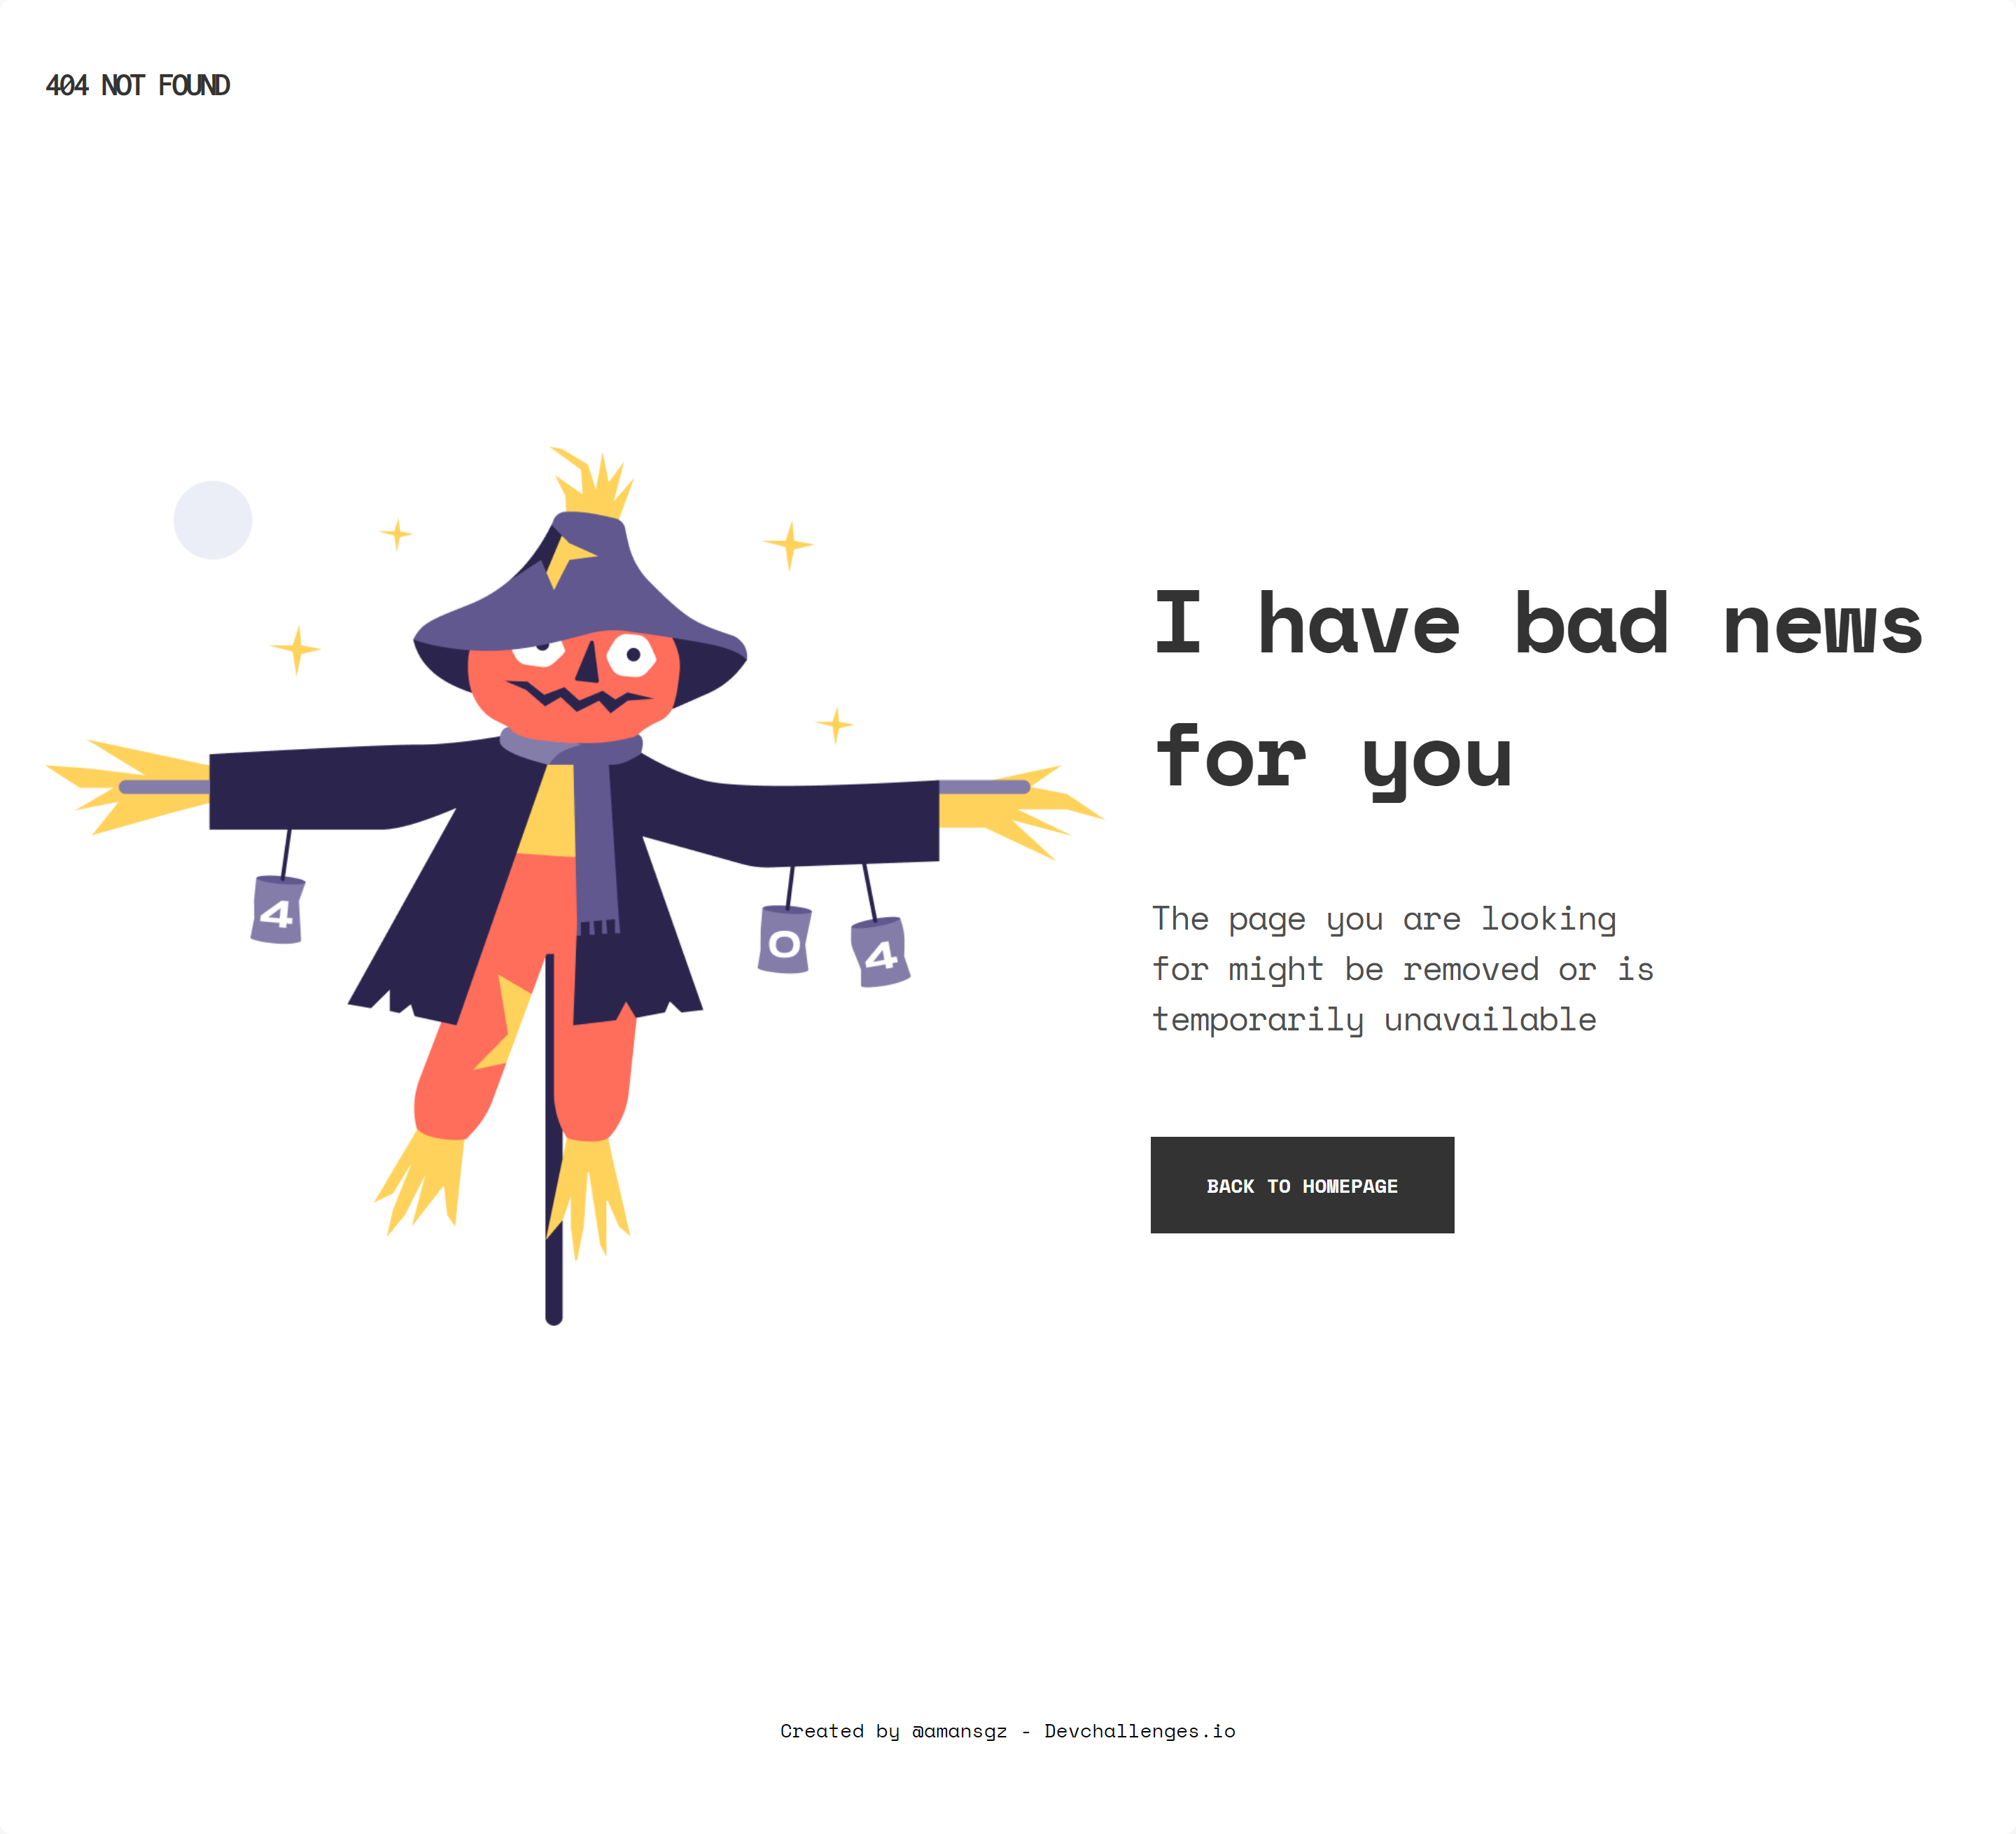 404 NOT FOUND
I have bad news
for you
4
0
4
The page you are looking
for might be removed or is
temporarily unavailable
BACK TO HOMEPAGE
Created by @amansgz - Devchallenges.io